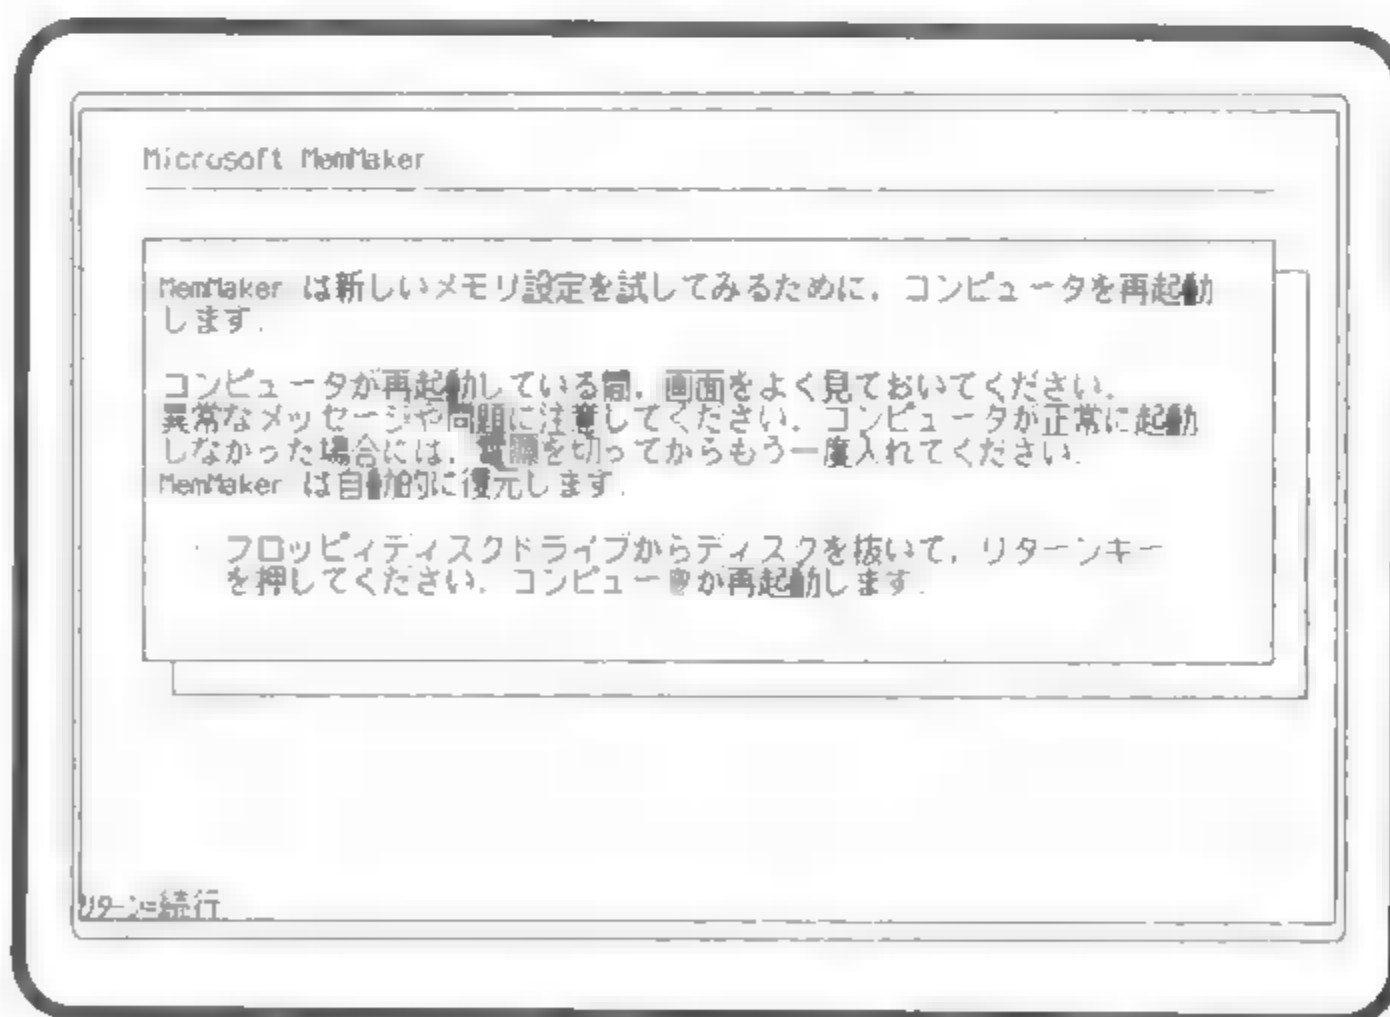 Microsoft MemMaker
MemMaker は新しいメモリ設定を試してみるために，コンピュータを再起動
します．
コンピュータが再起動している間，画面をよく見ておいてください．
異常なメッセージや問題に注意してください．コンピュータが正常に起動
しなかった場合には，電源を切ってからもう一度入れてください．
MemMaker は自動的に復元します．
・ フロッピィディスクドライブからディスクを抜いて，リターンキー
を押してください．コンピュータが再起動します．
ﾘﾀｰﾝ=続行